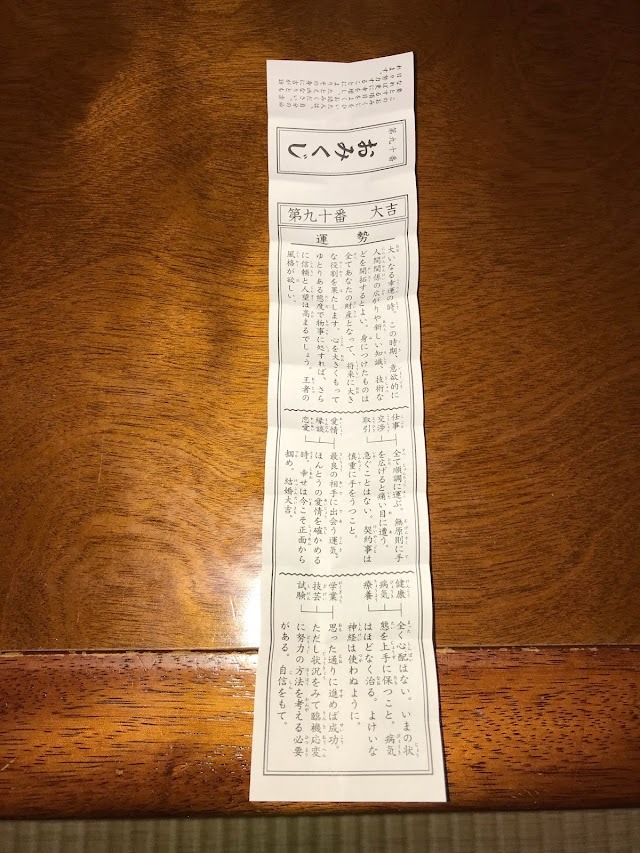 第九十番
おみくじ
第九十番 大吉
運勢
大いなる幸運の時。この時期、意欲的に
人間関係の広がりや新しい知識、技術な
どを開拓するとよい。身につけたものは
全てあなたの財産となって、将来に大き
な役割を果たします。心を大きくもって
ゆとりある態度で物事に処すれば、さら
に信頼と人望は高まるでしょう。王者の
風格が欲しい。
仕事
交渉
取引
全て順調に運ぶ。無原則に手
を広げると痛い目に遭う。
急ぐことはない。契約事は
慎重に手をうつこと。
愛情
縁談
恋愛
最良の相手に出会う運気。
ほんとうの愛情を確かめる
時。幸せは今こそ正面から
掴め。結婚大吉。
健康
病気
療養
全く心配はない。いまの状
態を上手に保つこと。病気
はほどなく治る。よけいな
神経は使わぬように。
学業
技芸
試験
思った通りに進めば成功。
ただし状況をみて臨機応変
に努力の方法を考える必要
がある。自信をもて。